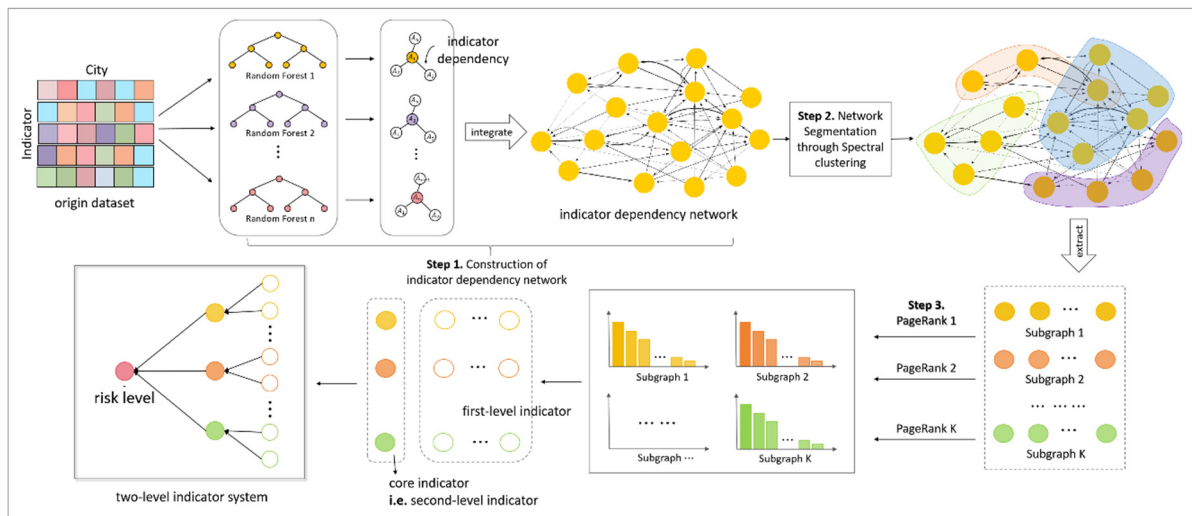 City
Indicator
origin dataset
Random Forest 1
Random Forest 2
Random Forest n
indicator
dependency
integrate
indicator dependency network
Step 2. Network
Segmentation
through Spectral
clustering
extract
Step 1. Construction of
indicator dependency network
Step 3.
PageRank 1
PageRank 2
PageRank K
Subgraph 1
Subgraph 2
... ... ...
Subgraph K
Subgraph 1
Subgraph 2
... ...
Subgraph ...
Subgraph K
first-level indicator
core indicator
i.e. second-level indicator
risk level
two-level indicator system